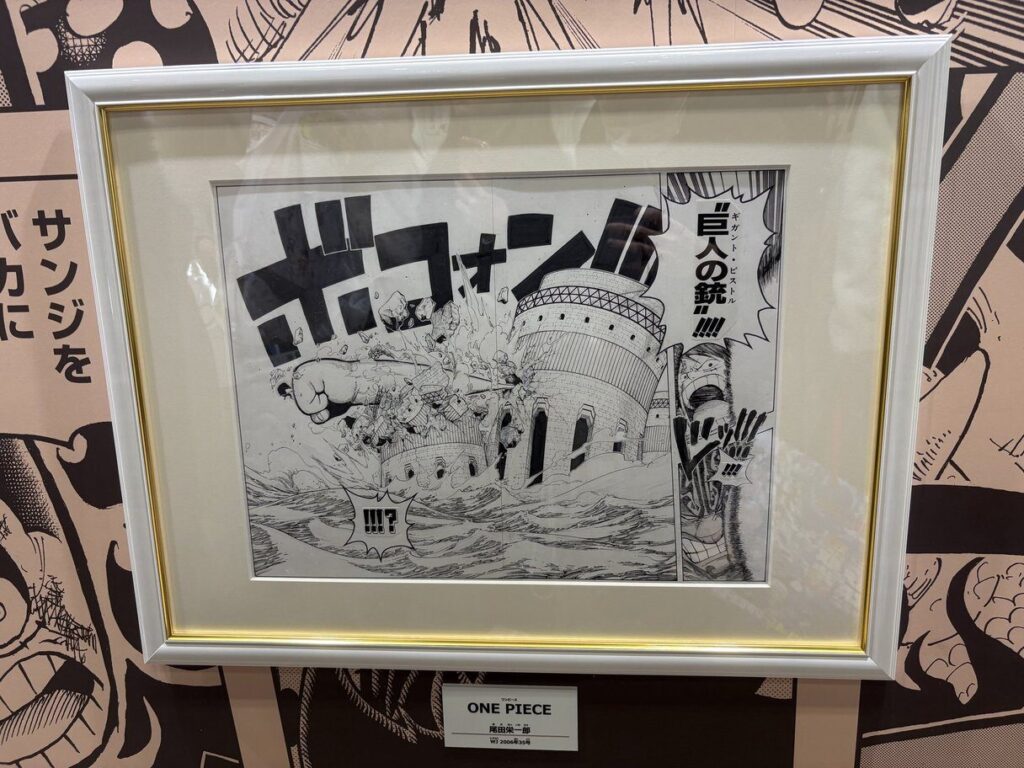 サンジを
バカに
ギガント・ピストル
"巨人の銃"!!!!
ボコォン!!
ドッ!!!
!!!
!!!?
ワンピース
ONE PIECE
尾田栄一郎
WJ 2006年35号